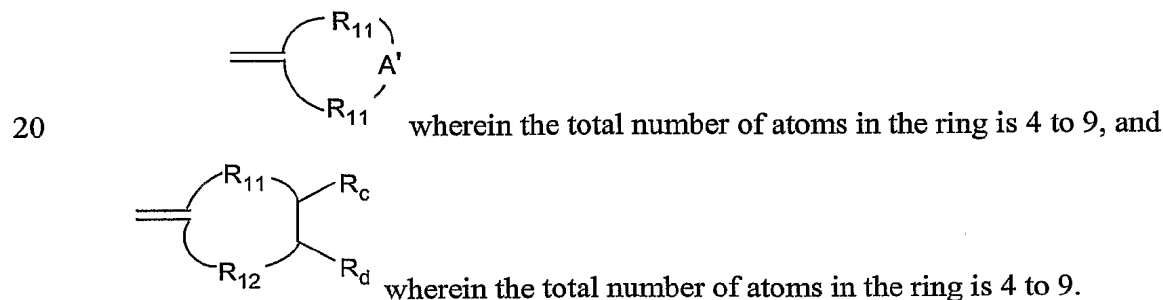 R11
A'
R11
20 wherein the total number of atoms in the ring is 4 to 9, and
R11 Rc
R12 Rd wherein the total number of atoms in the ring is 4 to 9.